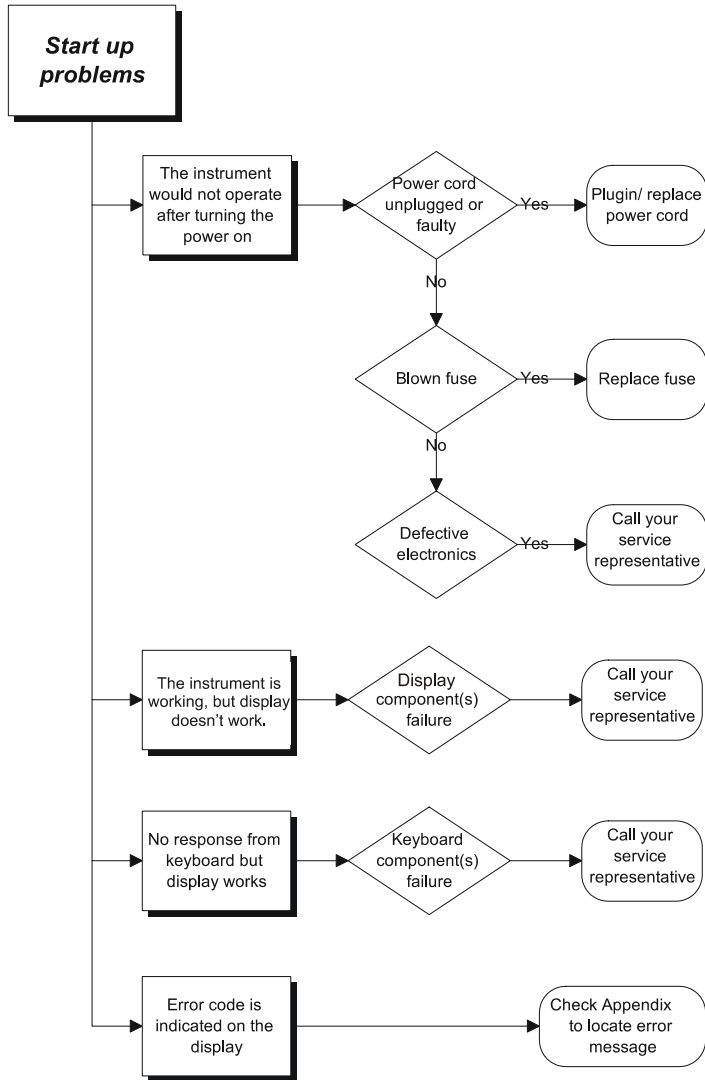 Start up
problems
The instrument
would not operate
after turning the
power on
Power cord
unplugged or
faulty
Yes
Plugin/ replace
power cord
No
Blown fuse
Yes
Replace fuse
No
Defective
electronics
Yes
Call your
service
representative
The instrument is
working, but display
doesn't work.
Display
component(s)
failure
Call your
service
representative
No response from
keyboard but
display works
Keyboard
component(s)
failure
Call your
service
representative
Error code is
indicated on the
display
Check Appendix
to locate error
message